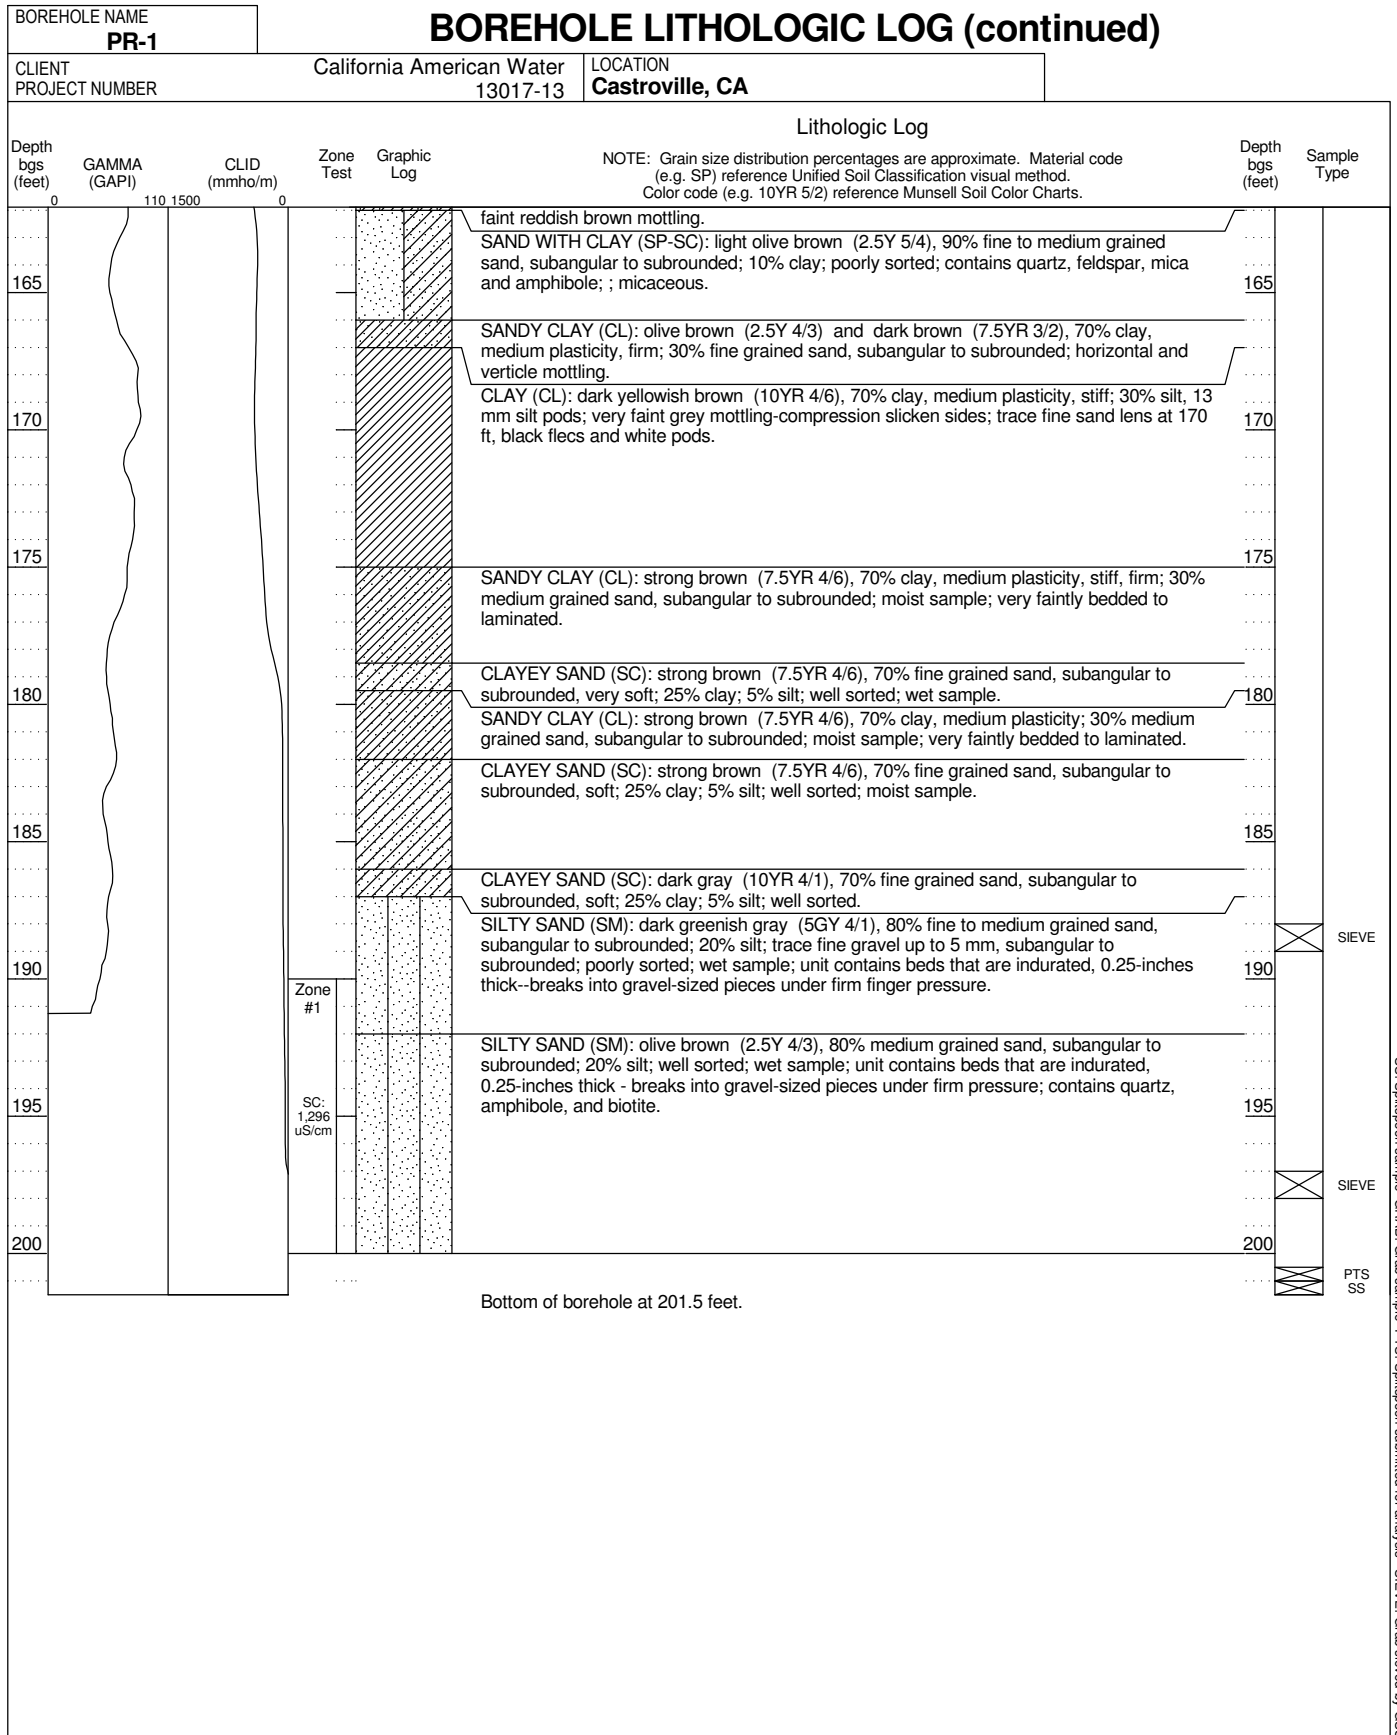 BOREHOLE NAME
PR-1
BOREHOLE LITHOLOGIC LOG (continued)
CLIENT California American Water
PROJECT NUMBER 13017-13
LOCATION
Castroville, CA
Lithologic Log
Depth
bgs
(feet)
GAMMA
(GAPI)
CLID
(mmho/m)
Zone
Test
Graphic
Log
NOTE: Grain size distribution percentages are approximate. Material code
(e.g. SP) reference Unified Soil Classification visual method.
Color code (e.g. 10YR 5/2) reference Munsell Soil Color Charts.
Depth
bgs
(feet)
Sample
Type
0 110 1500 0
faint reddish brown mottling.
SAND WITH CLAY (SP-SC): light olive brown (2.5Y 5/4), 90% fine to medium grained
sand, subangular to subrounded; 10% clay; poorly sorted; contains quartz, feldspar, mica
and amphibole; ; micaceous.
165 165
SANDY CLAY (CL): olive brown (2.5Y 4/3) and dark brown (7.5YR 3/2), 70% clay,
medium plasticity, firm; 30% fine grained sand, subangular to subrounded; horizontal and
verticle mottling.
CLAY (CL): dark yellowish brown (10YR 4/6), 70% clay, medium plasticity, stiff; 30% silt, 13
mm silt pods; very faint grey mottling-compression slicken sides; trace fine sand lens at 170
ft, black flecs and white pods.
170 170
175 175
SANDY CLAY (CL): strong brown (7.5YR 4/6), 70% clay, medium plasticity, stiff, firm; 30%
medium grained sand, subangular to subrounded; moist sample; very faintly bedded to
laminated.
CLAYEY SAND (SC): strong brown (7.5YR 4/6), 70% fine grained sand, subangular to
subrounded, very soft; 25% clay; 5% silt; well sorted; wet sample.
180 180
SANDY CLAY (CL): strong brown (7.5YR 4/6), 70% clay, medium plasticity; 30% medium
grained sand, subangular to subrounded; moist sample; very faintly bedded to laminated.
CLAYEY SAND (SC): strong brown (7.5YR 4/6), 70% fine grained sand, subangular to
subrounded, soft; 25% clay; 5% silt; well sorted; moist sample.
185 185
CLAYEY SAND (SC): dark gray (10YR 4/1), 70% fine grained sand, subangular to
subrounded, soft; 25% clay; 5% silt; well sorted.
SILTY SAND (SM): dark greenish gray (5GY 4/1), 80% fine to medium grained sand,
subangular to subrounded; 20% silt; trace fine gravel up to 5 mm, subangular to
subrounded; poorly sorted; wet sample; unit contains beds that are indurated, 0.25-inches
thick--breaks into gravel-sized pieces under firm finger pressure.
SIEVE
190 190
Zone
#1
SILTY SAND (SM): olive brown (2.5Y 4/3), 80% medium grained sand, subangular to
subrounded; 20% silt; well sorted; wet sample; unit contains beds that are indurated,
0.25-inches thick - breaks into gravel-sized pieces under firm pressure; contains quartz,
amphibole, and biotite.
195 195
SC:
1,296
uS/cm
SIEVE
200 200
PTS
SS
Bottom of borehole at 201.5 feet.